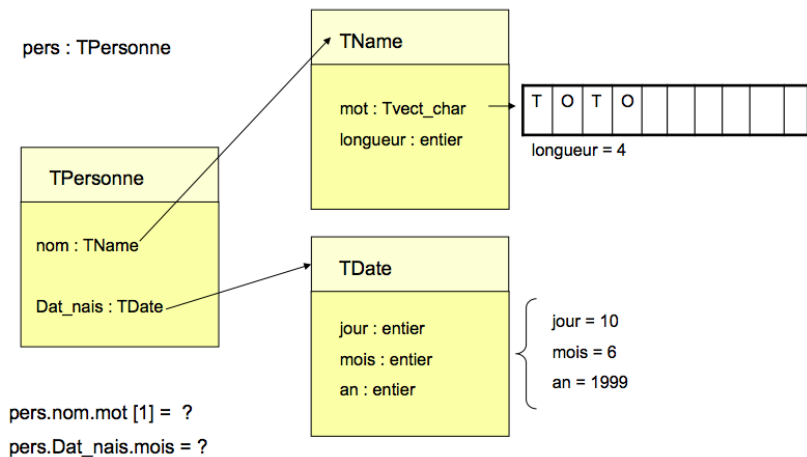 pers : TPersonne
TName
mot : Tvect_char
longueur : entier
T O T O
longueur = 4
TPersonne
nom : TName
Dat_nais : TDate
TDate
jour : entier
mois : entier
an : entier
jour = 10
mois = 6
an = 1999
pers.nom.mot [1] = ?
pers.Dat_nais.mois = ?